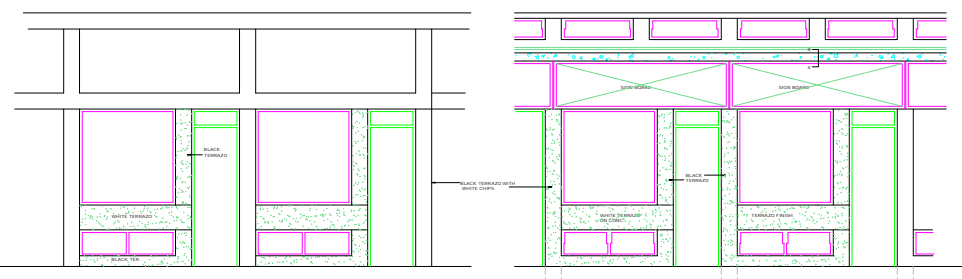 SIGN BOARD
SIGN BOARD
BLACK
TERRAZO
BLACK TERRAZO WITH
WHITE CHIPS
BLACK
TERRAZO
WHITE TERRAZO
WHITE TERRAZO
ON CONC.
TERRAZO FINISH
BLACK TER